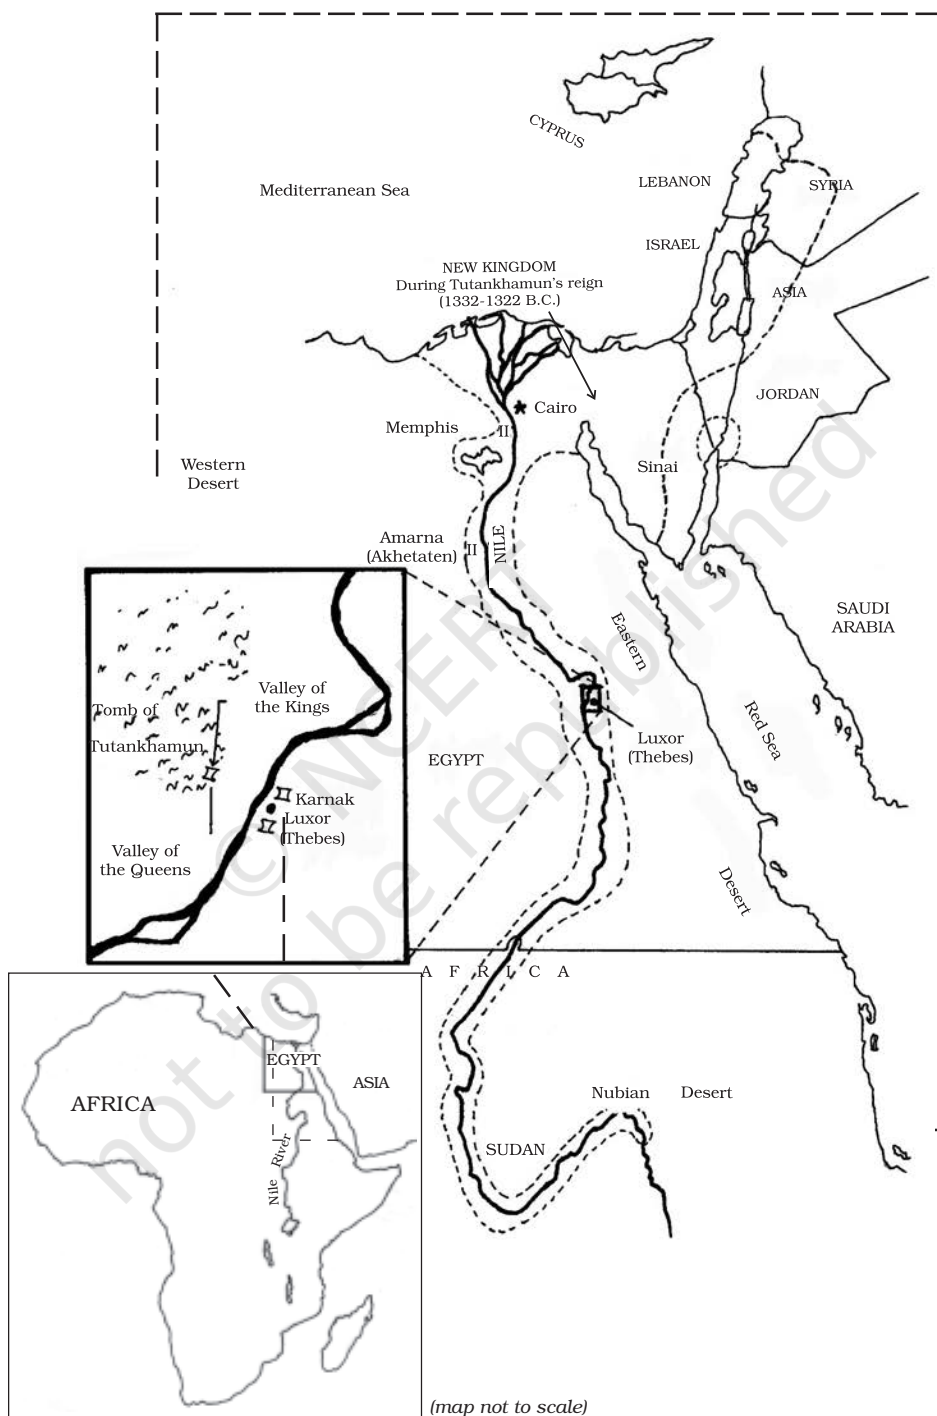 CYPRUS
LEBANON
SYRIA
Mediterranean Sea
ISRAEL
NEW KINGDOM
During Tutankhamun's reign
(1332-1322 B.C.)
ASIA
JORDAN
Cairo
Memphis
II
Sinai
Western
Desert
Amarna
(Akhetaten)
II
NILE
SAUDI
ARABIA
Eastern
Valley of
the Kings
Tomb of
Tutankhamun
Red Sea
Luxor
(Thebes)
EGYPT
Karnak
Luxor
(Thebes)
Valley of
the Queens
Desert
AFRICA
EGYPT
ASIA
AFRICA
Nubian Desert
SUDAN
Nile River
(map not to scale)
© NCERT
not to be republished